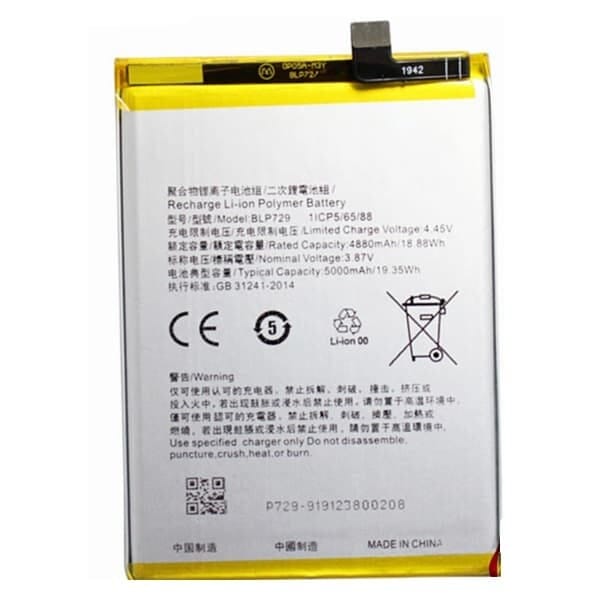 OP05A-M3Y
BLP727
1942
聚合物锂离子电池组/二次鋰電池組/
Recharge Li-ion Polymer Battery
型号/型號/Model:BLP729 1ICP5/65/88
充电限制电压/充電限制電壓/Limited Charge Voltage: 4.45V
额定容量/額定電容量/Rated Capacity: 4880mAh/18.88Wh
标称电压/標稱電壓/Nominal Voltage: 3.87V
电池典型容量/Typical Capacity: 5000mAh/19.35Wh
执行标准: GB 31241-2014
CE
5
Li-ion 00
警告/Warning
仅可使用认可的充电器，禁止拆解、刺破、撞击、挤压或
投入火中，若出现鼓胀或浸水后禁止使用，请勿置于高温环境中。
僅可使用認可的充電器，禁止拆解、刺破、擠壓、加熱或
燃燒，若出現鼓脹或浸水后禁止使用，請勿置于高溫環境中。
Use specified charger only.Do not disassemble.
puncture,crush,heat.or burn.
P729-919123800208
中国制造 中國制造 MADE IN CHINA